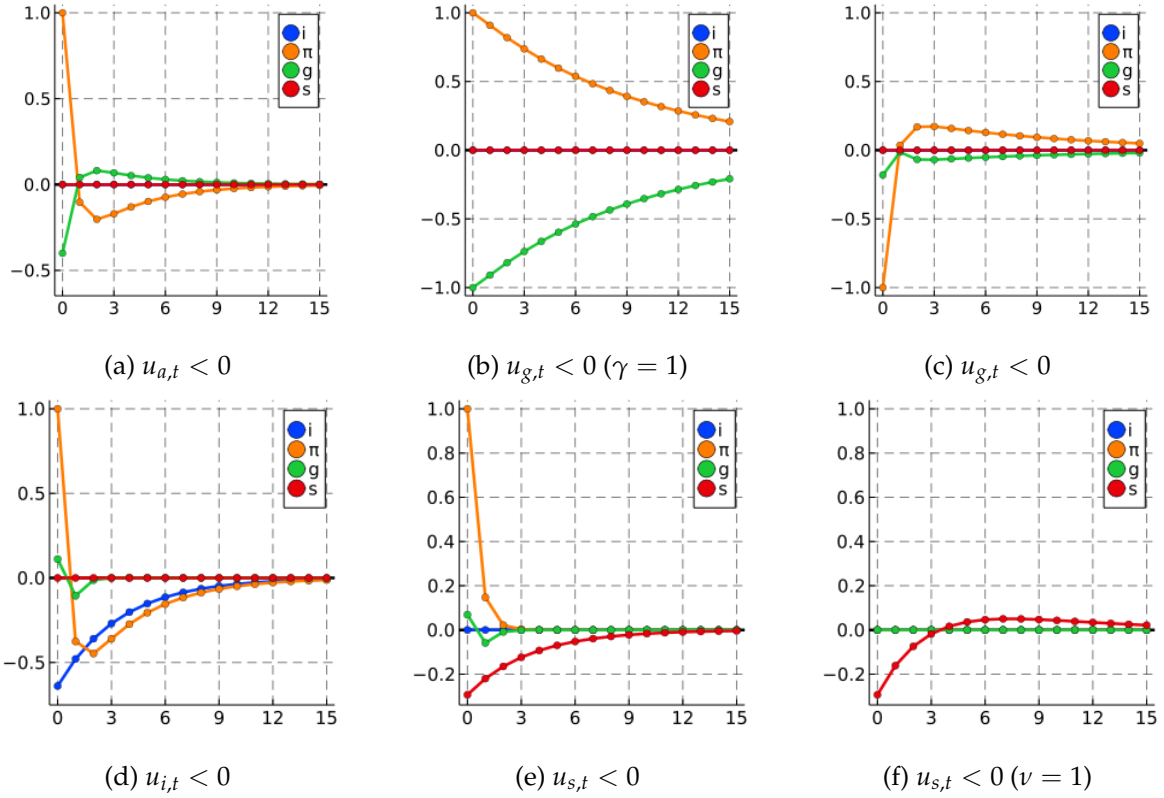 1.0
0.5
0.0
−0.5
0 3 6 9 12 15
i
π
g
s
(a) u_{a,t} < 0
1.0
0.5
0.0
−0.5
−1.0
0 3 6 9 12 15
i
π
g
s
(b) u_{g,t} < 0 (γ = 1)
1.0
0.5
0.0
−0.5
−1.0
0 3 6 9 12 15
i
π
g
s
(c) u_{g,t} < 0
1.0
0.5
0.0
−0.5
0 3 6 9 12 15
i
π
g
s
(d) u_{i,t} < 0
1.0
0.8
0.6
0.4
0.2
0.0
−0.2
0 3 6 9 12 15
i
π
g
s
(e) u_{s,t} < 0
1.0
0.8
0.6
0.4
0.2
0.0
−0.2
0 3 6 9 12 15
i
π
g
s
(f) u_{s,t} < 0 (ν = 1)